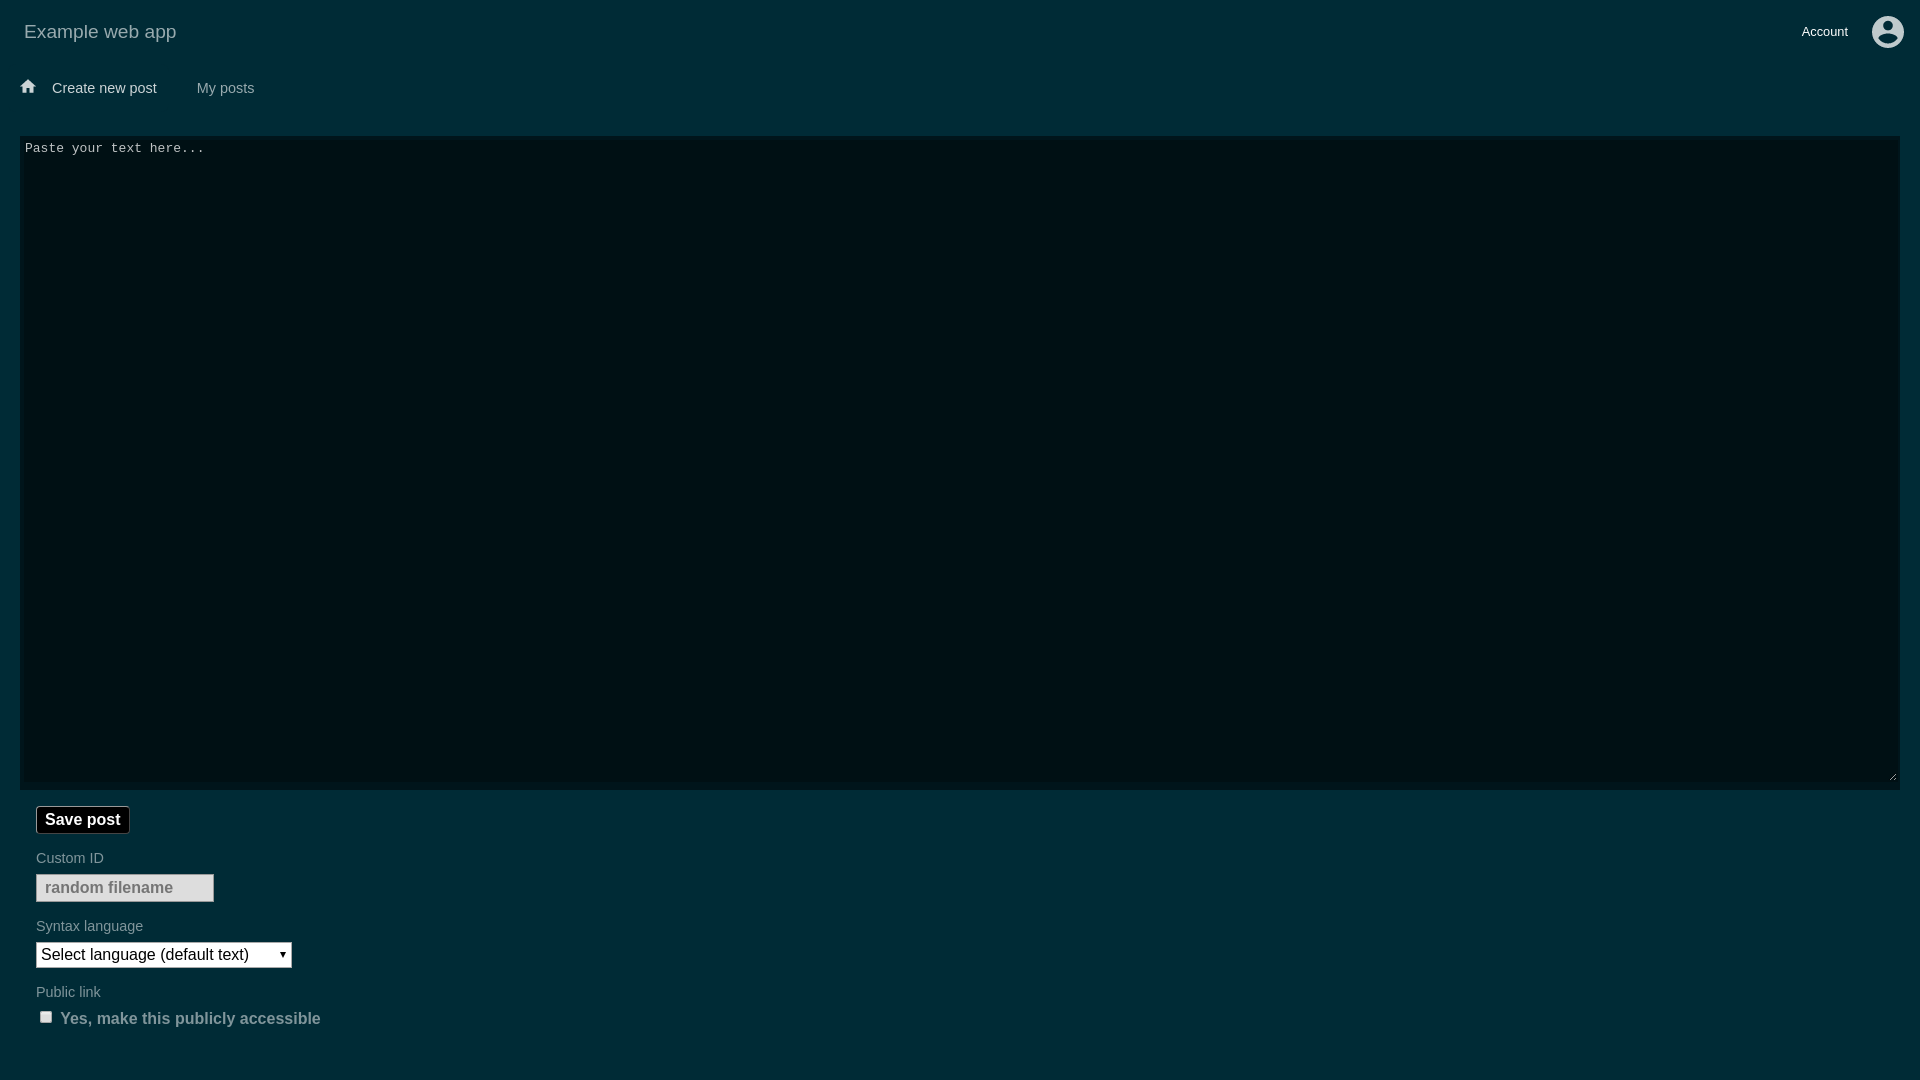 Example web app
Account
Create new post
My posts
Paste your text here...
Save post
Custom ID
random filename
Syntax language
Select language (default text)
Public link
Yes, make this publicly accessible